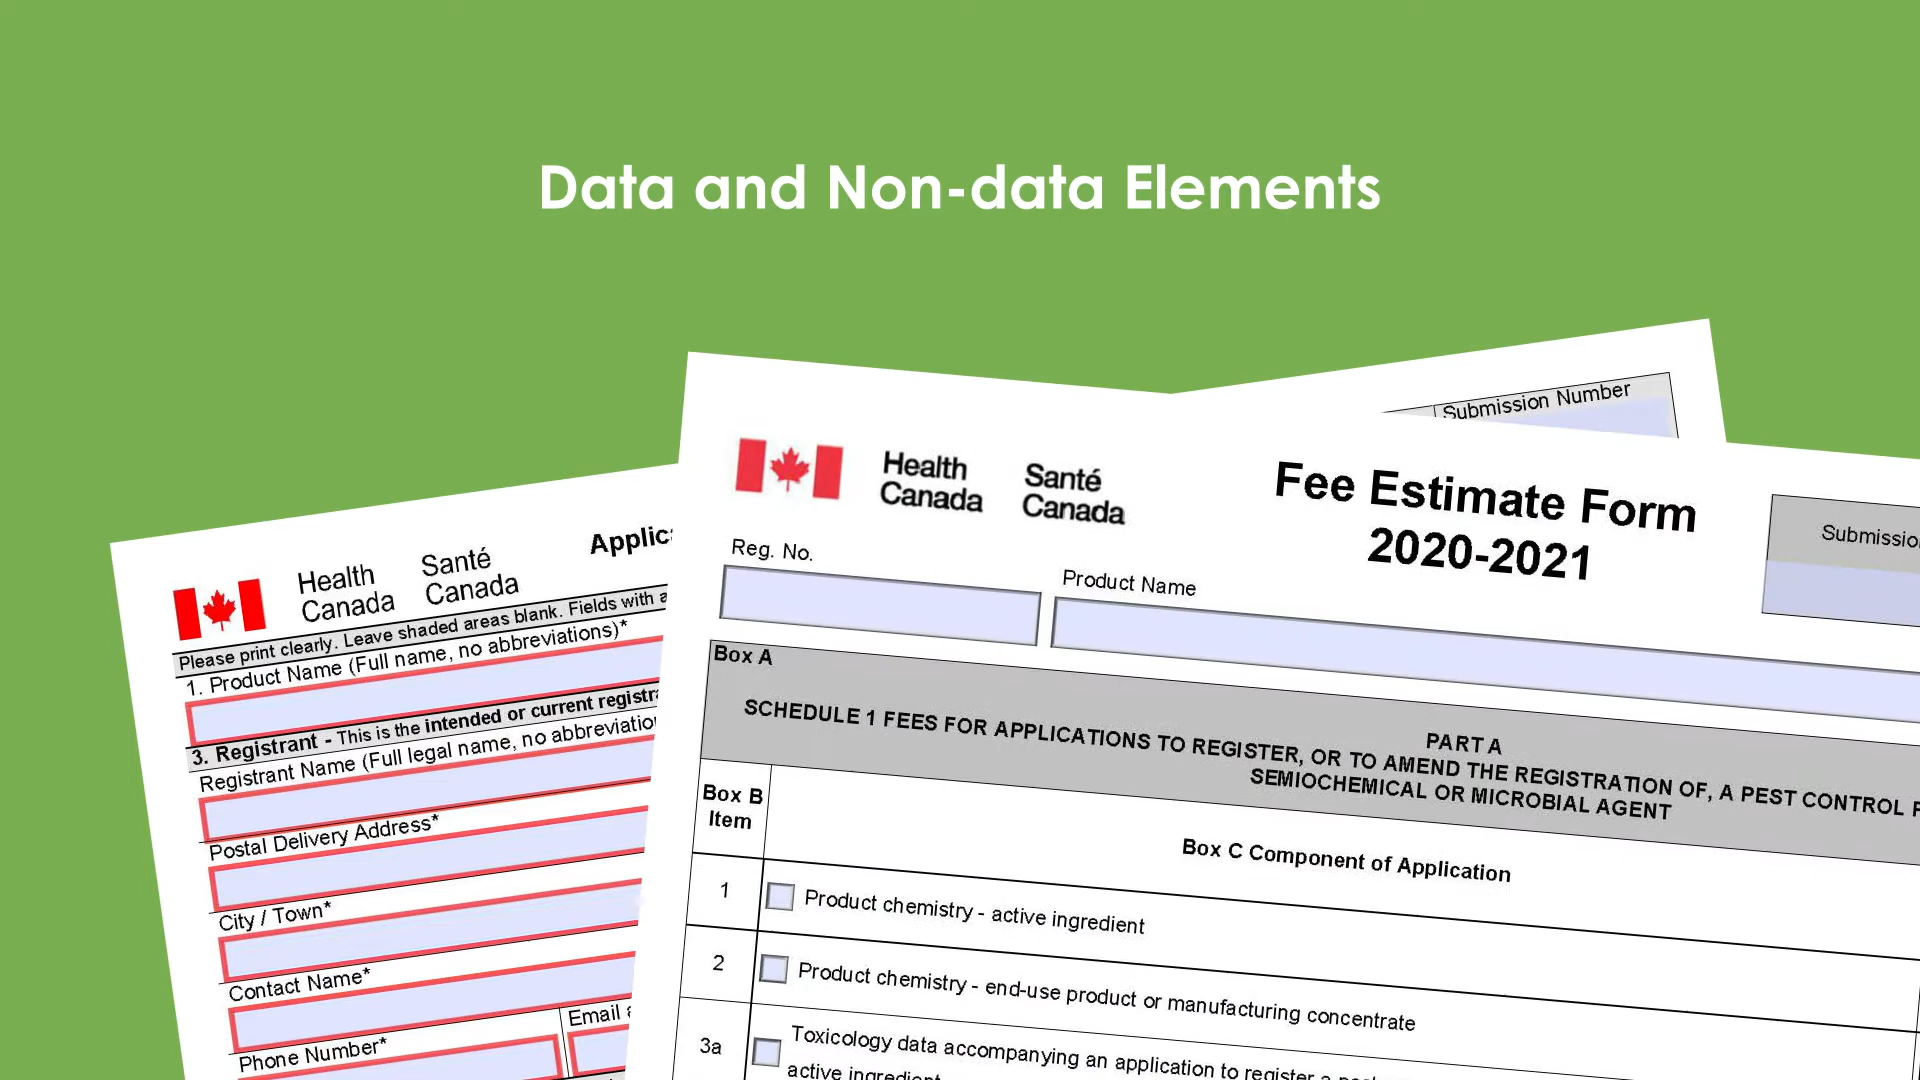 Data and Non-data Elements
Submission Number
Health
Canada
Santé
Canada
Fee Estimate Form
2020-2021
Reg. No.
Product Name
Box A
PART A
SCHEDULE 1 FEES FOR APPLICATIONS TO REGISTER, OR TO AMEND THE REGISTRATION OF, A PEST CONTROL
SEMIOCHEMICAL OR MICROBIAL AGENT
Box B
Item
Box C Component of Application
1
Product chemistry - active ingredient
2
Product chemistry - end-use product or manufacturing concentrate
3a
Toxicology data accompanying an application to register a
active
Health
Canada
Santé
Canada
Please print clearly. Leave shaded areas blank. Fields with
1. Product Name (Full name, no abbreviations)*
3. Registrant - This is the intended or current
Registrant Name (Full legal name, no
Postal Delivery Address*
City / Town*
Contact Name*
Phone Number*
Email